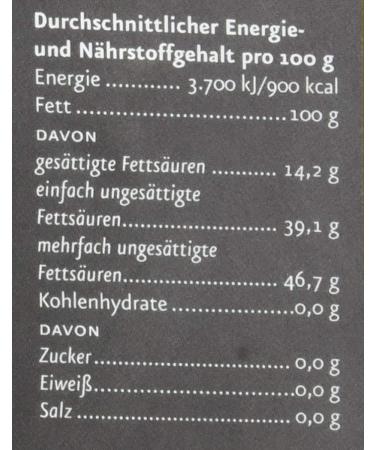 Durchschnittlicher Energie-
und Nährstoffgehalt pro 100 g
Energie ........... 3.700 kJ/900 kcal
Fett ...............................100 g
DAVON
gesättigte Fettsäuren ........... 14,2 g
einfach ungesättigte
Fettsäuren.......................... 39,1 g
mehrfach ungesättigte
Fettsäuren.......................... 46,7 g
Kohlenhydrate ....................0,0 g
DAVON
Zucker................................. 0,0 g
Eiweiß.................................0,0 g
Salz .................................... 0,0 g